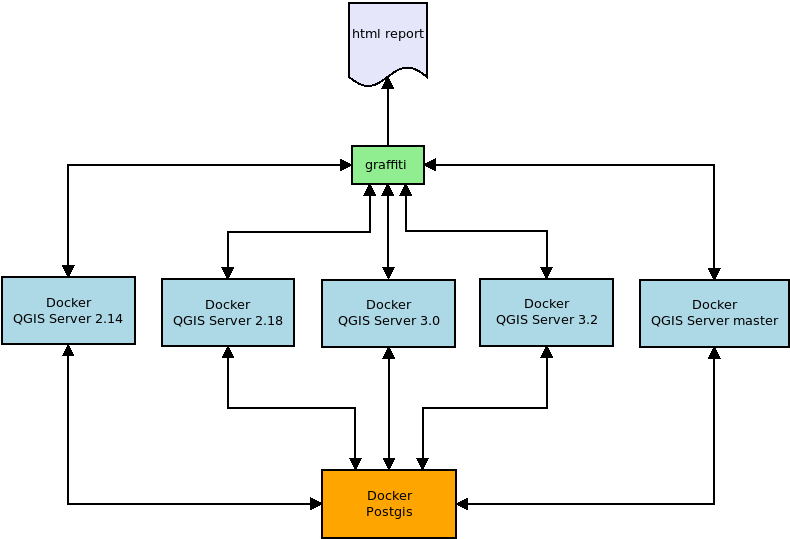 html report
graffiti
Docker
QGIS Server 2.14
Docker
QGIS Server 2.18
Docker
QGIS Server 3.0
Docker
QGIS Server 3.2
Docker
QGIS Server master
Docker
Postgis